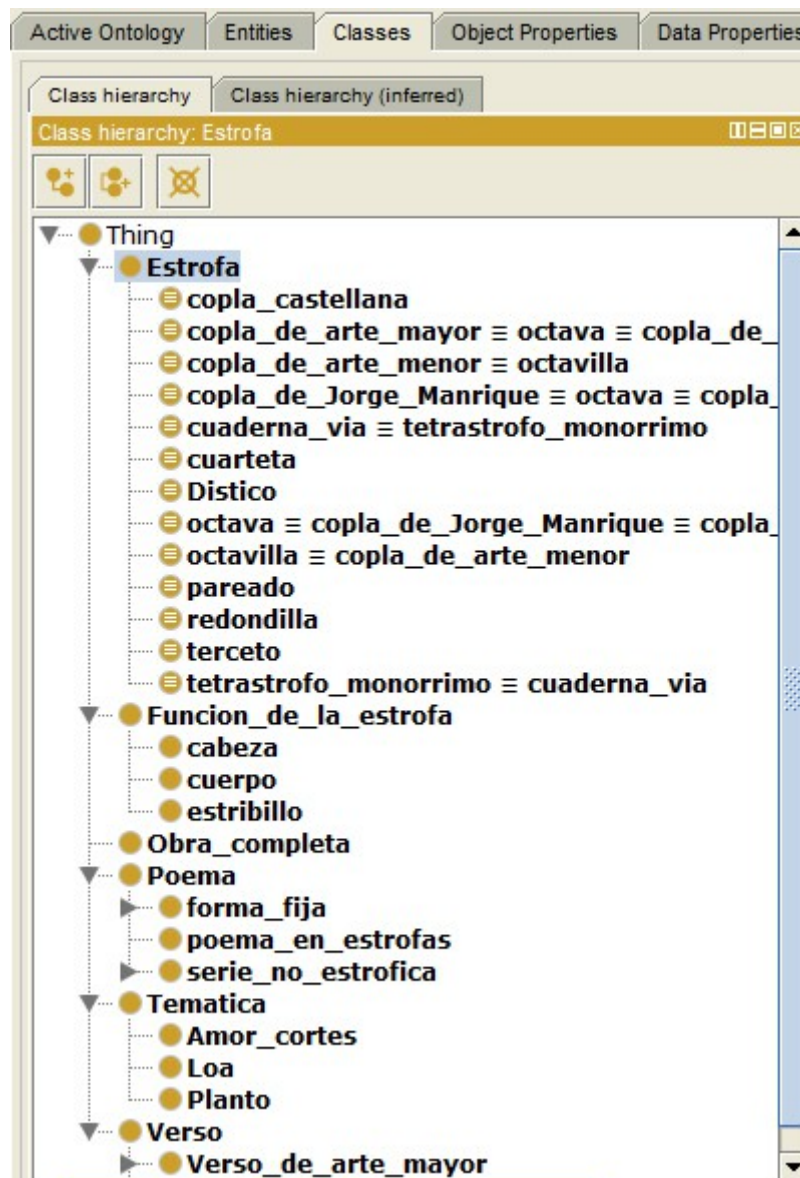 Active Ontology Entities Classes Object Properties Data Properties
Class hierarchy Class hierarchy (inferred)
Class hierarchy: Estrofa
Thing
Estrofa
copla_castellana
copla_de_arte_mayor ≡ octava ≡ copla_de_
copla_de_arte_menor ≡ octavilla
copla_de_Jorge_Manrique ≡ octava ≡ copla_
cuaderna_via ≡ tetrastrofo_monorrimo
cuarteta
Distico
octava ≡ copla_de_Jorge_Manrique ≡ copla_
octavilla ≡ copla_de_arte_menor
pareado
redondilla
terceto
tetrastrofo_monorrimo ≡ cuaderna_via
Funcion_de_la_estrofa
cabeza
cuerpo
estribillo
Obra_completa
Poema
forma_fija
poema_en_estrofas
serie_no_estrofica
Tematica
Amor_cortes
Loa
Planto
Verso
Verso_de_arte_mayor